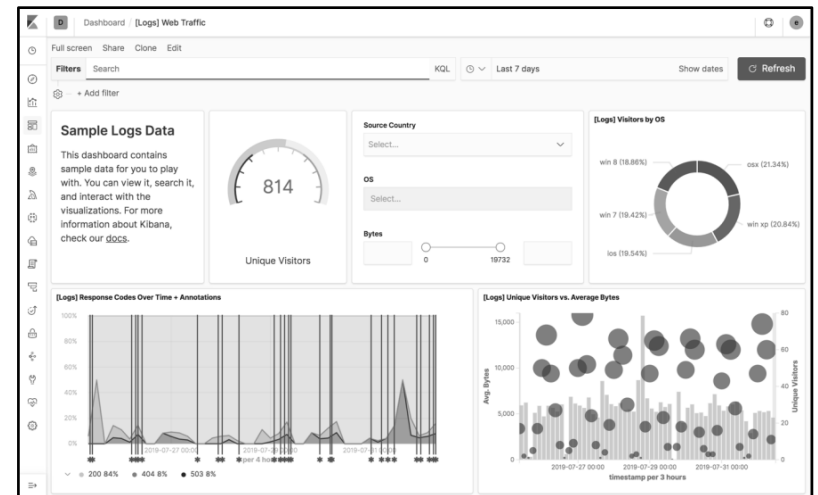 D
Dashboard / [Logs] Web Traffic
e
Full screen Share Clone Edit
Filters Search KQL Last 7 days Show dates Refresh
+ Add filter
Sample Logs Data
This dashboard contains
sample data for you to play
with. You can view it, search it,
and interact with the
visualizations. For more
information about Kibana,
check our docs.
814
Unique Visitors
Source Country
Select...
OS
Select...
Bytes
0 19732
[Logs] Visitors by OS
win 8 (18.86%)
osx (21.34%)
win 7 (19.42%)
win xp (20.84%)
ios (19.54%)
[Logs] Response Codes Over Time + Annotations
100%
80%
60%
40%
20%
0%
2019-07-27 00:00 2019-07-29 00:00 2019-07-31 00:00
per 4 hours
200 84% 404 8% 503 8%
[Logs] Unique Visitors vs. Average Bytes
15,000
10,000
5,000
0
Avg. Bytes
80
60
40
20
0
Unique Visitors
2019-07-27 00:00 2019-07-29 00:00 2019-07-31 00:00
timestamp per 3 hours